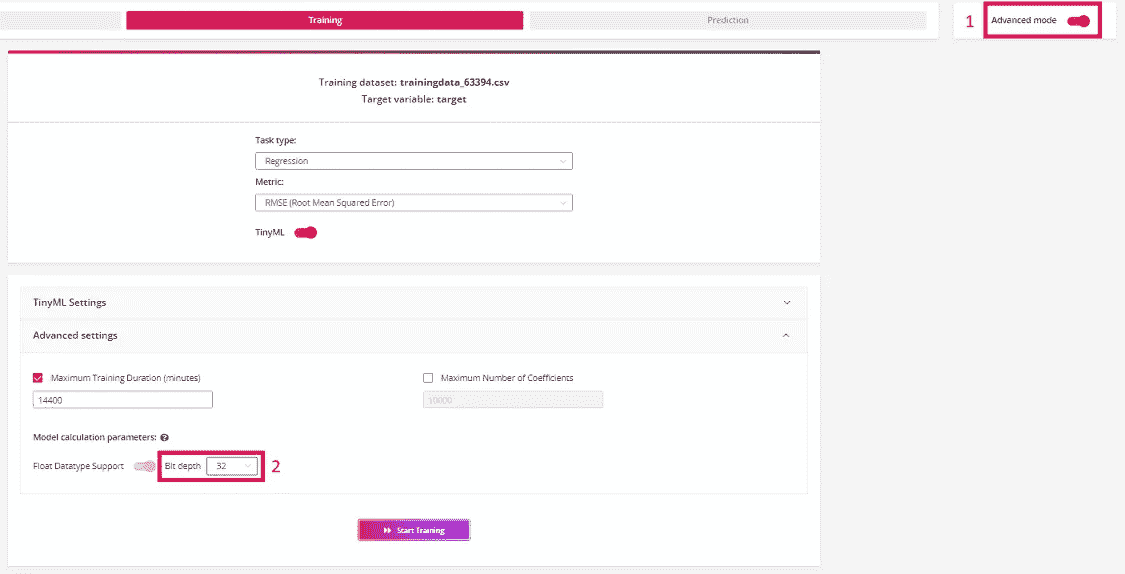 Training
Prediction
1
Advanced mode
Training dataset: trainingdata_63394.csv
Target variable: target
Task type:
Regression
Metric:
RMSE (Root Mean Squared Error)
TinyML
TinyML Settings
Advanced settings
Maximum Training Duration (minutes)
Maximum Number of Coefficients
14400
10000
Model calculation parameters: ?
Float Datatype Support
Bit depth 32
2
Start Training